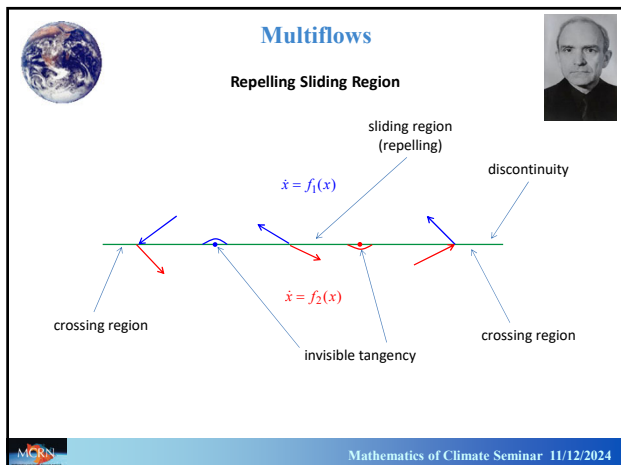 Multiflows
Repelling Sliding Region
sliding region
(repelling)
discontinuity
ẋ = f₁(x)
ẋ = f₂(x)
crossing region
invisible tangency
crossing region
MCRN
Mathematics of Climate Seminar 11/12/2024